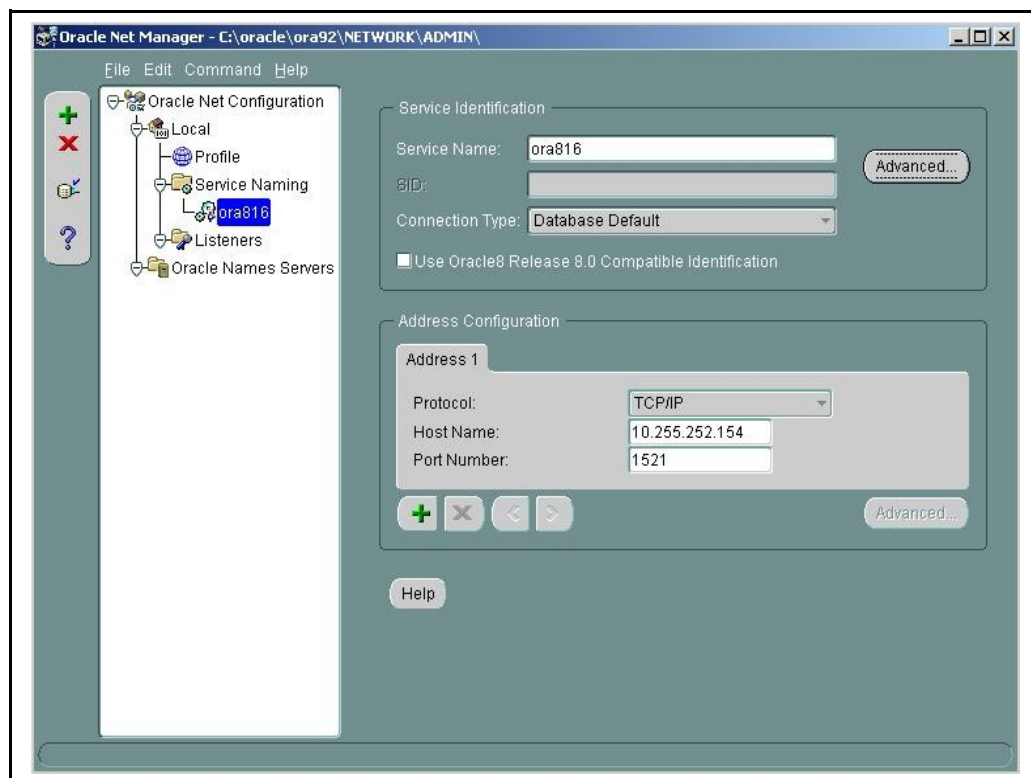 Oracle Net Manager - C:\oracle\ora92\NETWORK\ADMIN\
File Edit Command Help
Oracle Net Configuration
Local
Profile
Service Naming
ora816
Listeners
Oracle Names Servers
Service Identification
Service Name: ora816
Advanced...
SID:
Connection Type: Database Default
Use Oracle8 Release 8.0 Compatible Identification
Address Configuration
Address 1
Protocol: TCP/IP
Host Name: 10.255.252.154
Port Number: 1521
Advanced...
Help